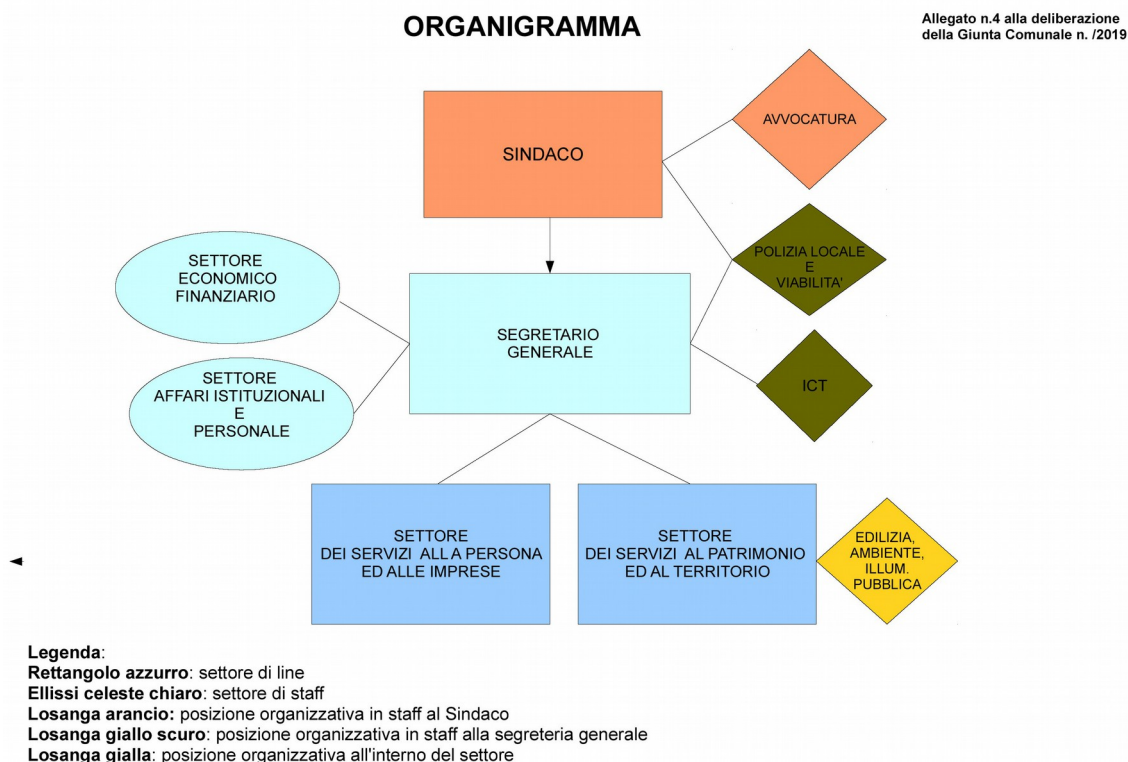 ORGANIGRAMMA
Allegato n.4 alla deliberazione
della Giunta Comunale n. /2019
SINDACO
AVVOCATURA
POLIZIA LOCALE
E
VIABILITA'
SETTORE
ECONOMICO
FINANZIARIO
SEGRETARIO
GENERALE
ICT
SETTORE
AFFARI ISTITUZIONALI
E
PERSONALE
SETTORE
DEI SERVIZI ALLA PERSONA
ED ALLE IMPRESE
SETTORE
DEI SERVIZI AL PATRIMONIO
ED AL TERRITORIO
EDILIZIA,
AMBIENTE,
ILLUM.
PUBBLICA
Legenda:
Rettangolo azzurro: settore di line
Ellissi celeste chiaro: settore di staff
Losanga arancio: posizione organizzativa in staff al Sindaco
Losanga giallo scuro: posizione organizzativa in staff alla segreteria generale
Losanga gialla: posizione organizzativa all'interno del settore